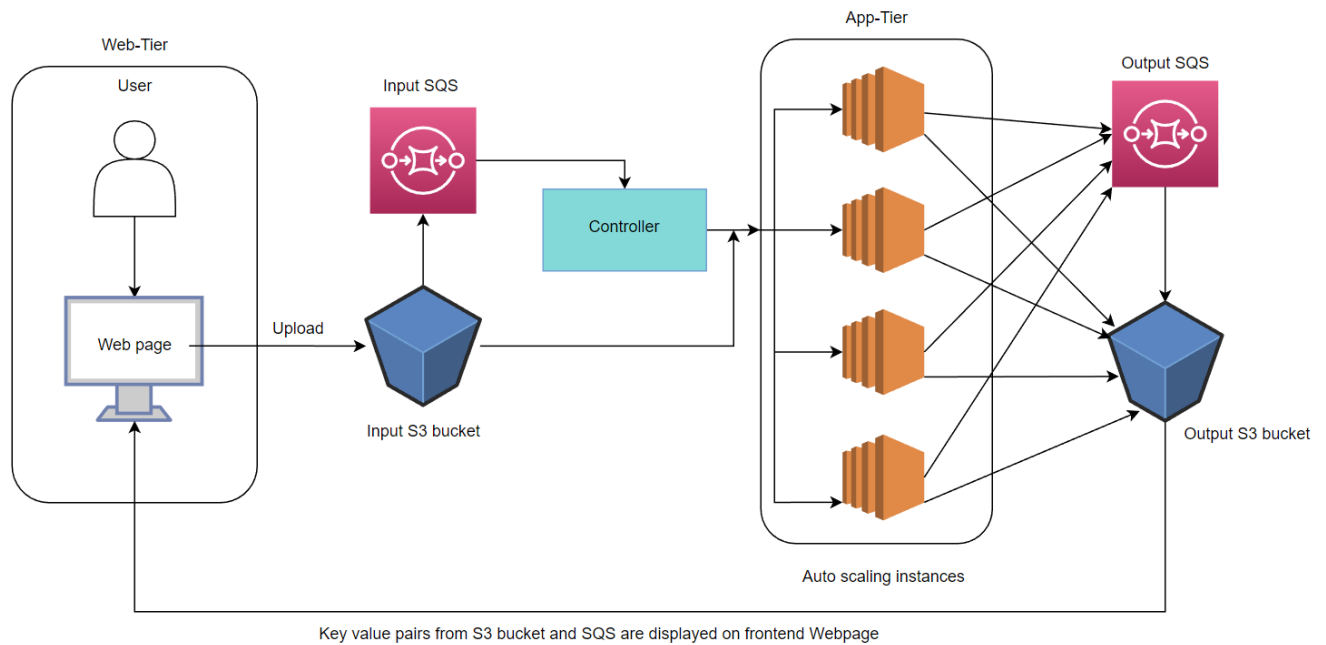 App-Tier
Web-Tier
User
Input SQS
Output SQS
Controller
Upload
Web page
Input S3 bucket
Output S3 bucket
Auto scaling instances
Key value pairs from S3 bucket and SQS are displayed on frontend Webpage